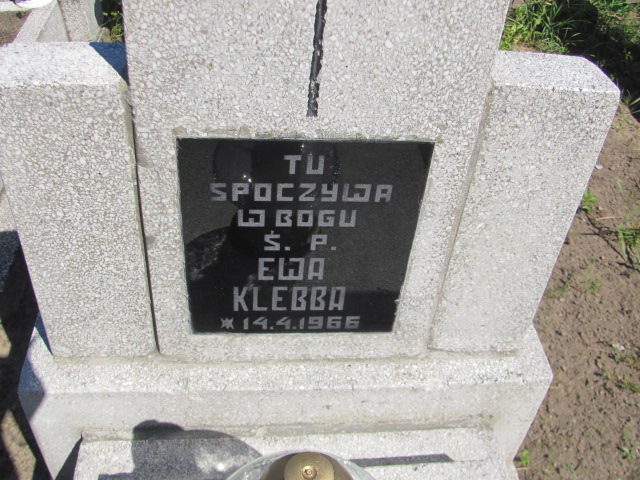 TU
SPOCZYWA
W BOGU
Ś. P.
EWA
KLEBBA
* 14.4.1966